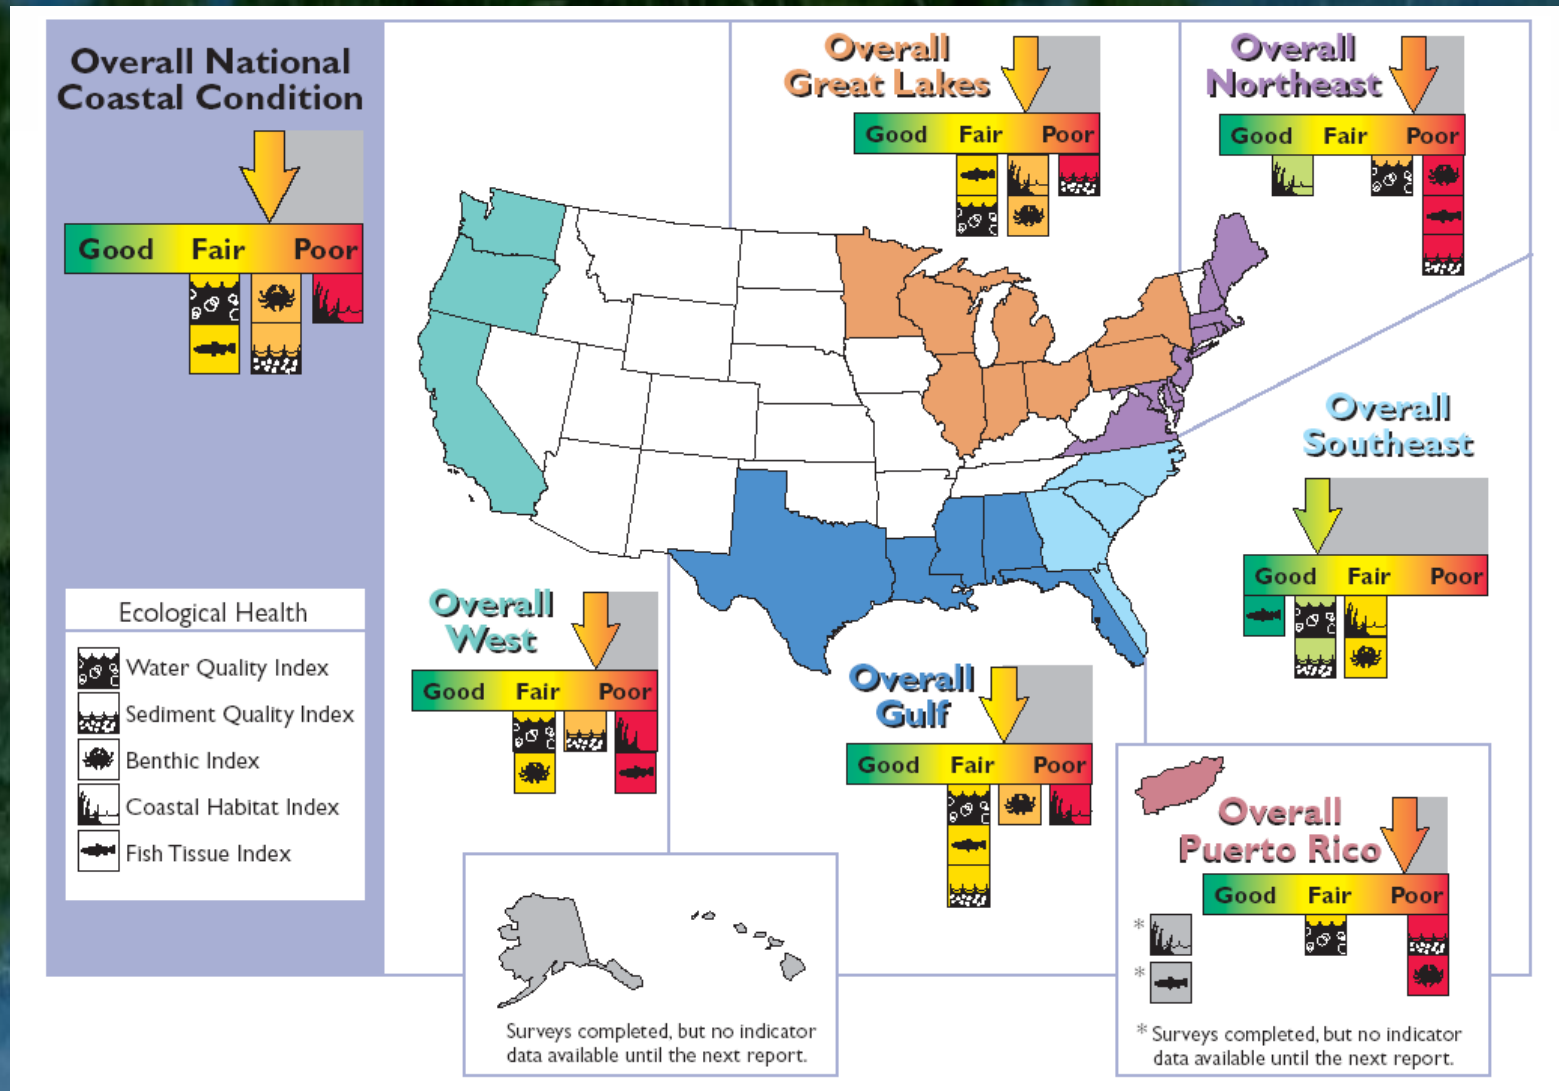 Overall National
Coastal Condition
Good Fair Poor
Ecological Health
Water Quality Index
Sediment Quality Index
Benthic Index
Coastal Habitat Index
Fish Tissue Index
Overall
Great Lakes
Good Fair Poor
Overall
Northeast
Good Fair Poor
Overall
Southeast
Good Fair Poor
Overall
West
Good Fair Poor
Overall
Gulf
Good Fair Poor
Overall
Puerto Rico
Good Fair Poor
*
*
* Surveys completed, but no indicator
data available until the next report.
Surveys completed, but no indicator
data available until the next report.